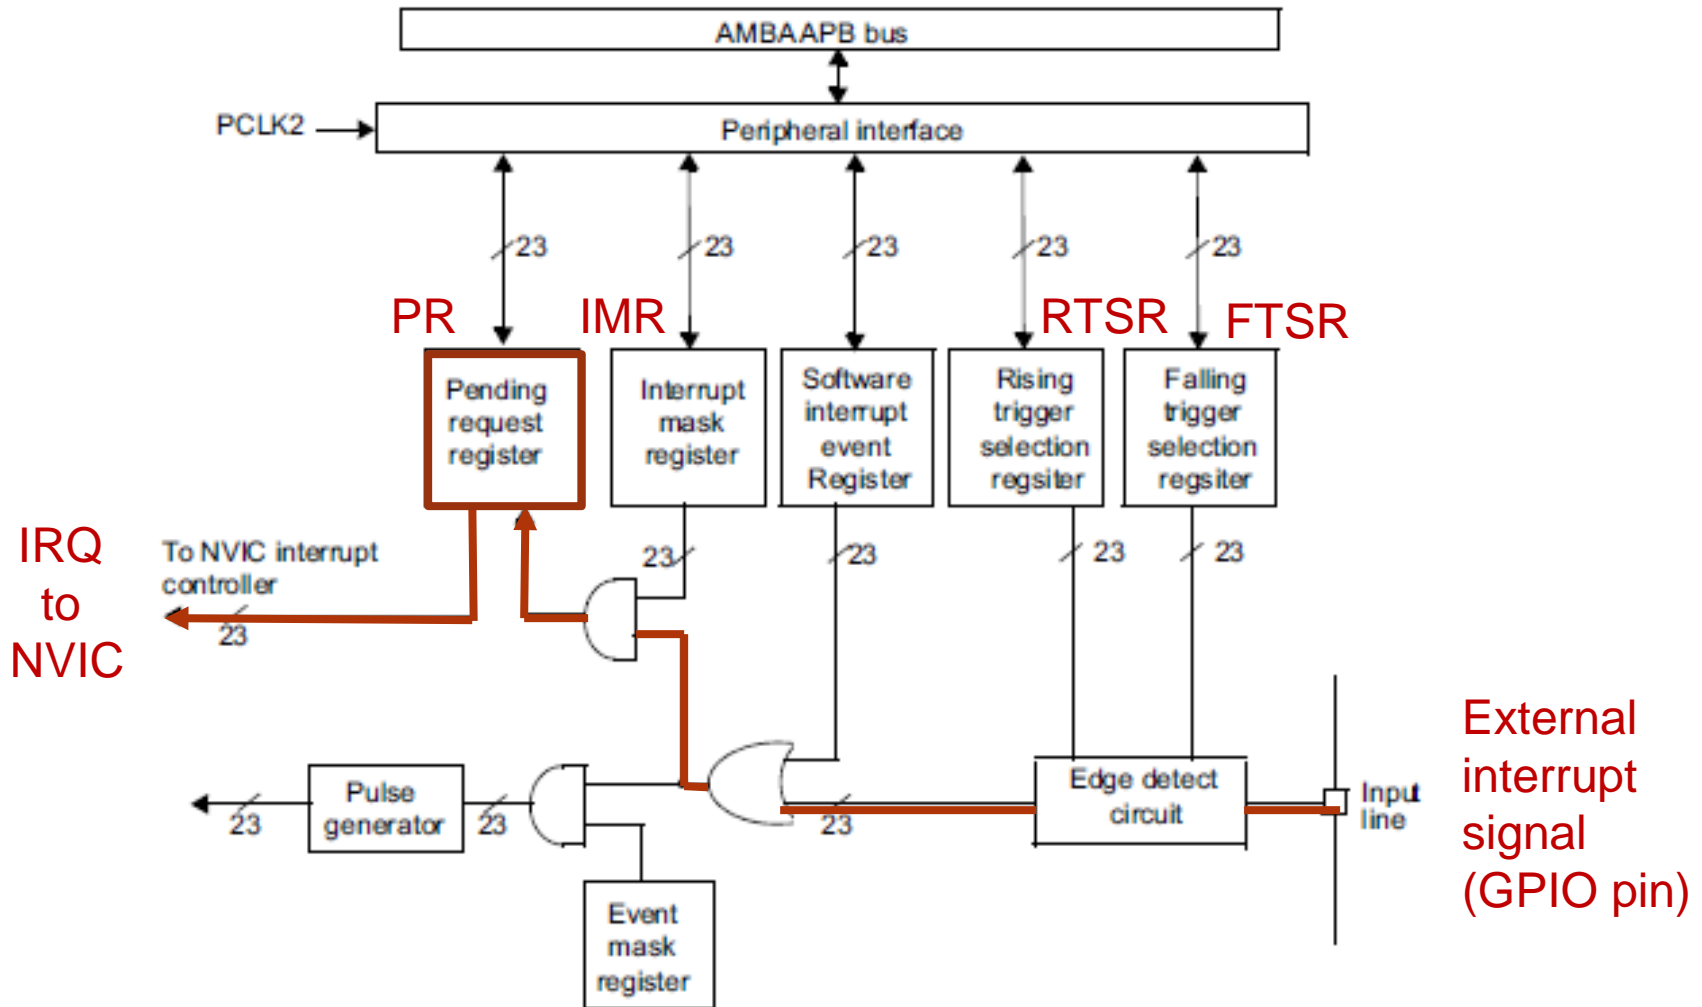 AMBAAPB bus
PCLK2
Peripheral interface
23
23
23
23
23
PR
IMR
RTSR
FTSR
Pending
request
register
Interrupt
mask
register
Software
interrupt
event
Register
Rising
trigger
selection
regsiter
Falling
trigger
selection
regsiter
IRQ
to
NVIC
To NVIC interrupt
controller
23
23
23
23
23
External
interrupt
signal
(GPIO pin)
Edge detect
circuit
Input
line
Pulse
generator
23
23
23
Event
mask
register